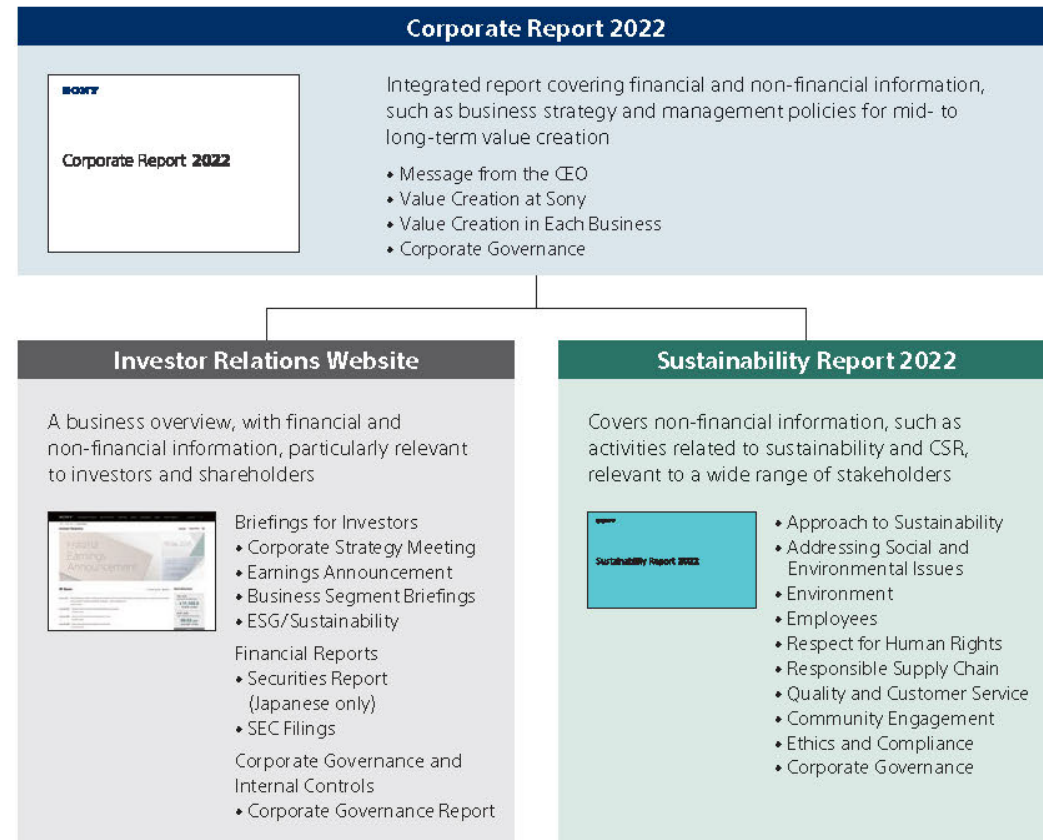 Corporate Report 2022
SONY
Corporate Report 2022
Integrated report covering financial and non-financial information,
such as business strategy and management policies for mid- to
long-term value creation
• Message from the CEO
• Value Creation at Sony
• Value Creation in Each Business
• Corporate Governance
Investor Relations Website
A business overview, with financial and
non-financial information, particularly relevant
to investors and shareholders
Earnings
Announcement
Briefings for Investors
• Corporate Strategy Meeting
• Earnings Announcement
• Business Segment Briefings
• ESG/Sustainability
Financial Reports
• Securities Report
(Japanese only)
• SEC Filings
Corporate Governance and
Internal Controls
• Corporate Governance Report
Sustainability Report 2022
Covers non-financial information, such as
activities related to sustainability and CSR,
relevant to a wide range of stakeholders
Sustainability Report 2022
• Approach to Sustainability
• Addressing Social and
Environmental Issues
• Environment
• Employees
• Respect for Human Rights
• Responsible Supply Chain
• Quality and Customer Service
• Community Engagement
• Ethics and Compliance
• Corporate Governance